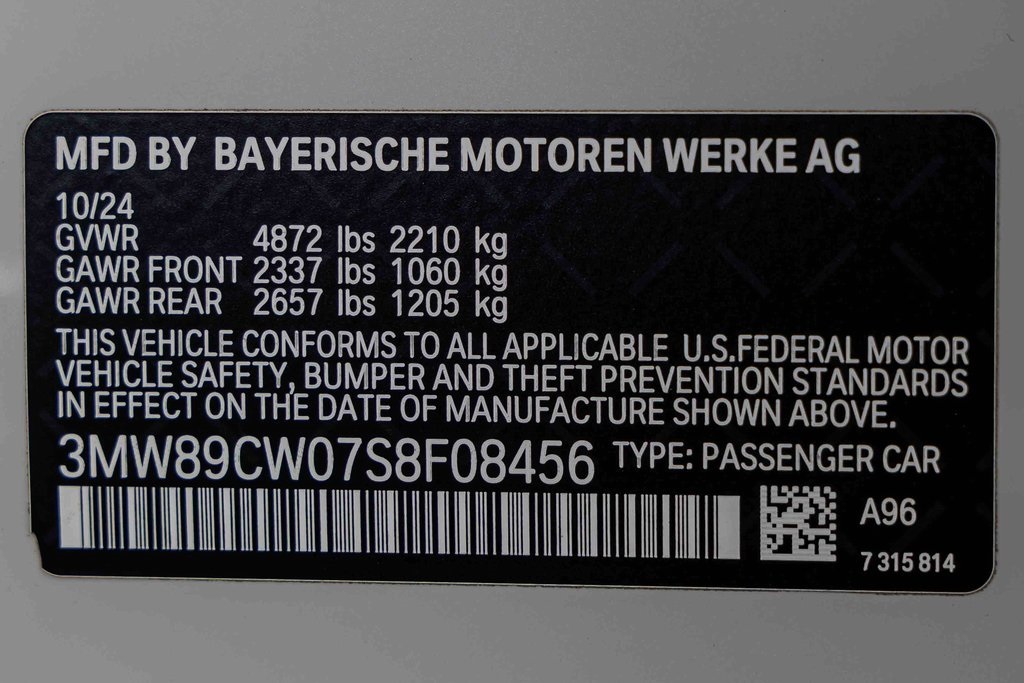 MFD BY BAYERISCHE MOTOREN WERKE AG
10/24
GVWR 4872 lbs 2210 kg
GAWR FRONT 2337 lbs 1060 kg
GAWR REAR 2657 lbs 1205 kg
THIS VEHICLE CONFORMS TO ALL APPLICABLE U.S.FEDERAL MOTOR
VEHICLE SAFETY, BUMPER AND THEFT PREVENTION STANDARDS
IN EFFECT ON THE DATE OF MANUFACTURE SHOWN ABOVE.
3MW89CW07S8F08456 TYPE: PASSENGER CAR
A96
7 315 814